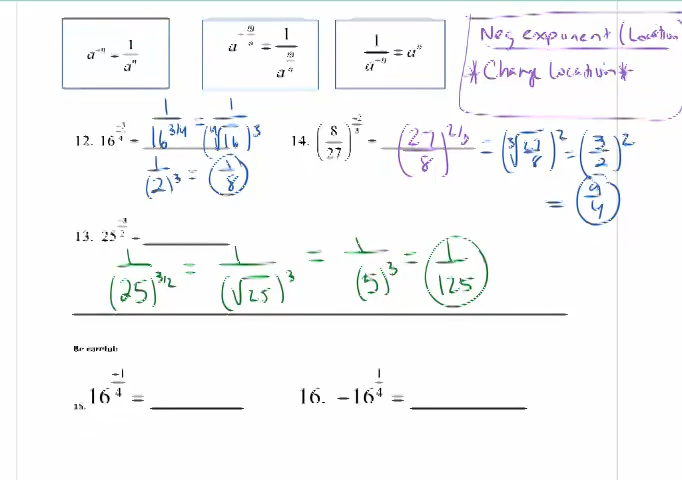 a^{-n} = 1/a^n
a^{-m/n} = 1/a^{m/n}
1/a^{-n} = a^n
Neg exponent (Location
*Change Location*
12. 16^{-3/4} = 1/16^{3/4} = 1/(∜16)^3
1/(2)^3 = 1/8
14. (8/27)^{-2/3} = (27/8)^{2/3} = (∛27/8)^2 = (3/2)^2
= 9/4
13. 25^{-3/2} =
1/(25)^{3/2} = 1/(√25)^3 = 1/(5)^3 = 1/125
Be careful:
15. 16^{-1/4} =
16. -16^{1/4} =